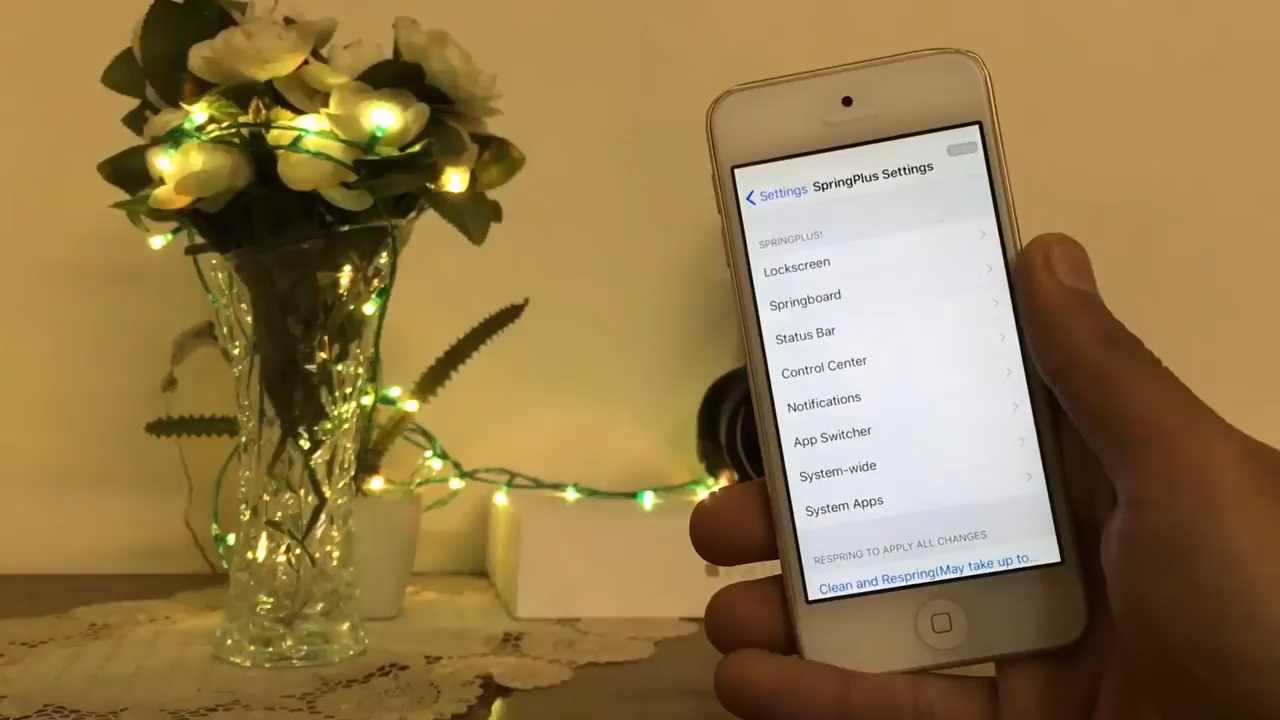 Settings SpringPlus Settings
SPRINGPLUS!
Lockscreen
Springboard
Status Bar
Control Center
Notifications
App Switcher
System-wide
System Apps
RESPRING TO APPLY ALL CHANGES
Clean and Respring(May take up to...